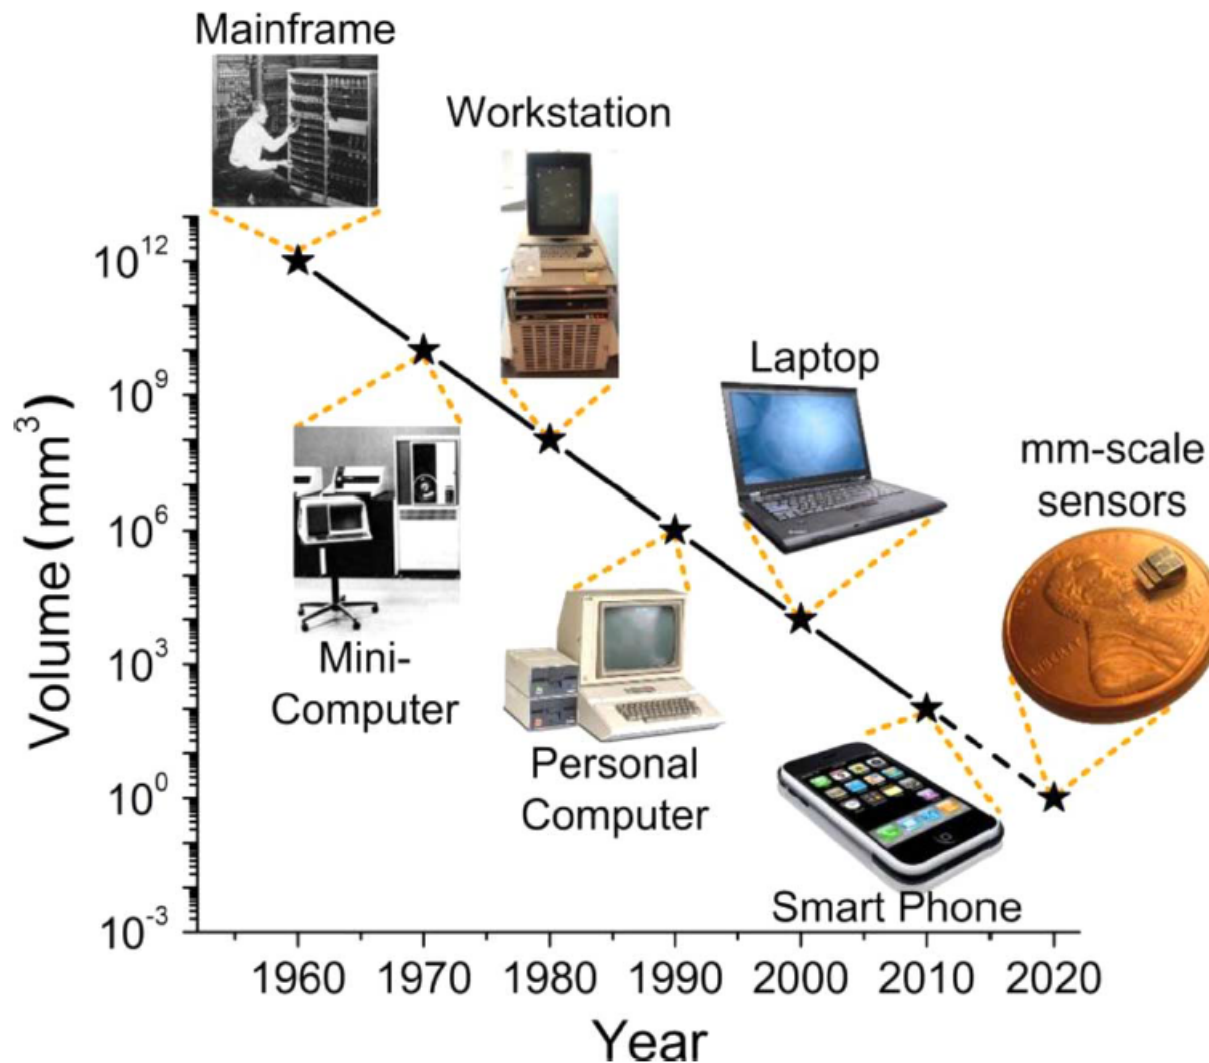 Mainframe
Workstation
Laptop
mm-scale
sensors
Mini-
Computer
Personal
Computer
Smart Phone
Volume (mm³)
10¹²
10⁹
10⁶
10³
10⁰
10⁻³
1960 1970 1980 1990 2000 2010 2020
Year